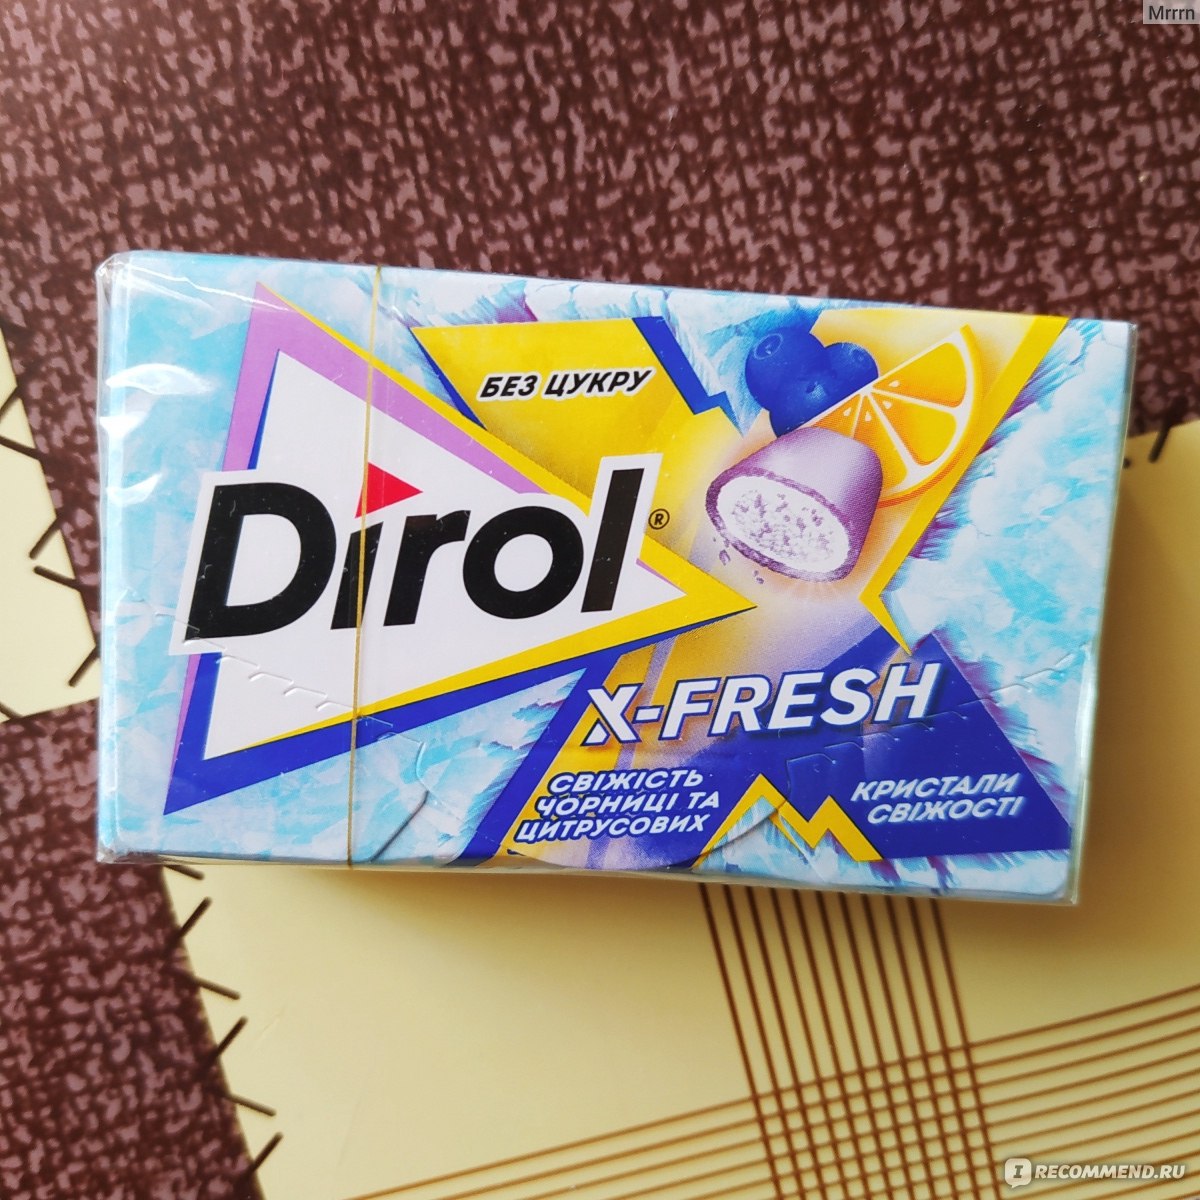 Mrrrn
БЕЗ ЦУКРУ
Dirol®
X-FRESH
СВІЖІСТЬ
ЧОРНИЦІ ТА
ЦИТРУСОВИХ
КРИСТАЛИ
СВІЖОСТІ
I RECOMMEND.RU